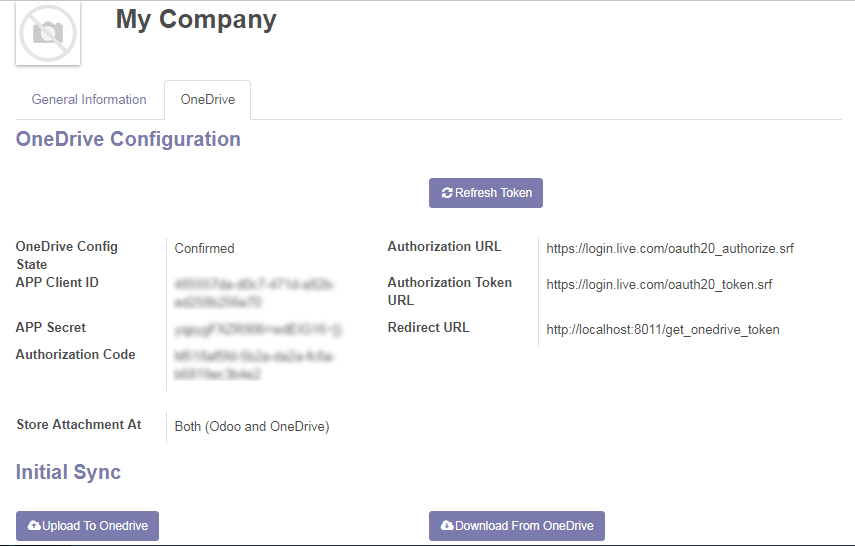 My Company
General Information
OneDrive
OneDrive Configuration
Refresh Token
OneDrive Config
State
Confirmed
Authorization URL
https://login.live.com/oauth20_authorize.srf
APP Client ID
Authorization Token
URL
https://login.live.com/oauth20_token.srf
APP Secret
Redirect URL
http://localhost:8011/get_onedrive_token
Authorization Code
Store Attachment At
Both (Odoo and OneDrive)
Initial Sync
Upload To Onedrive
Download From OneDrive